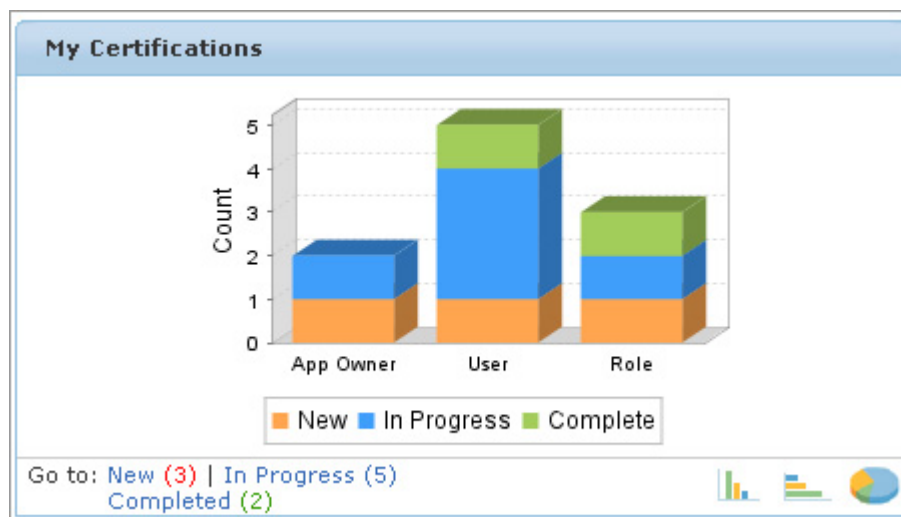 My Certifications
5
4
3
2
1
0
Count
App Owner User Role
New In Progress Complete
Go to: New (3) | In Progress (5)
Completed (2)